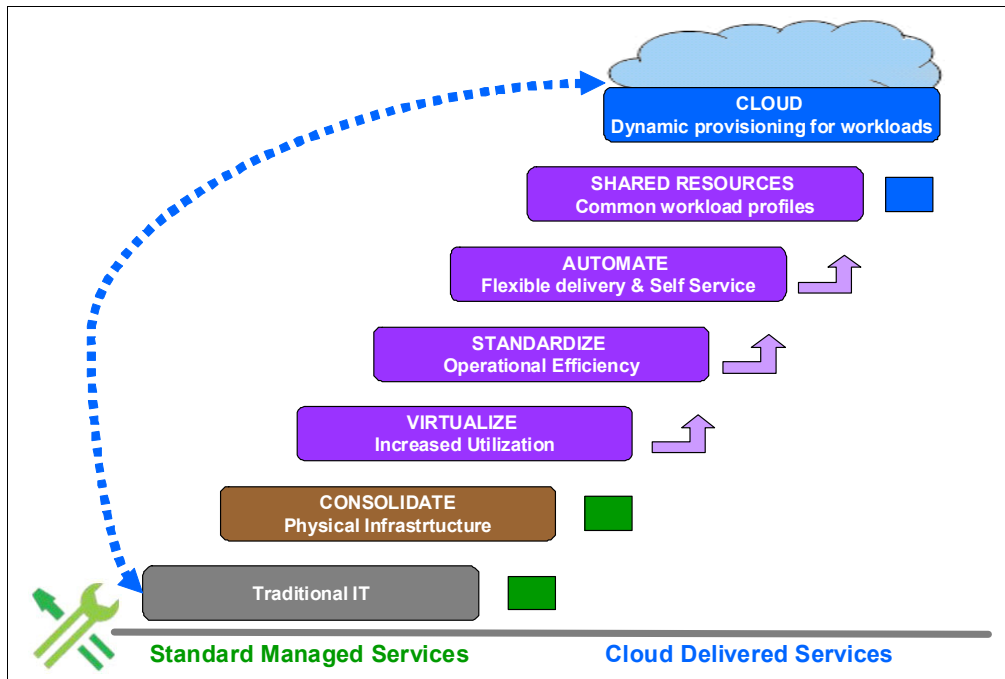 CLOUD
Dynamic provisioning for workloads
SHARED RESOURCES
Common workload profiles
AUTOMATE
Flexible delivery & Self Service
STANDARDIZE
Operational Efficiency
VIRTUALIZE
Increased Utilization
CONSOLIDATE
Physical Infrastrtucture
Traditional IT
Standard Managed Services
Cloud Delivered Services